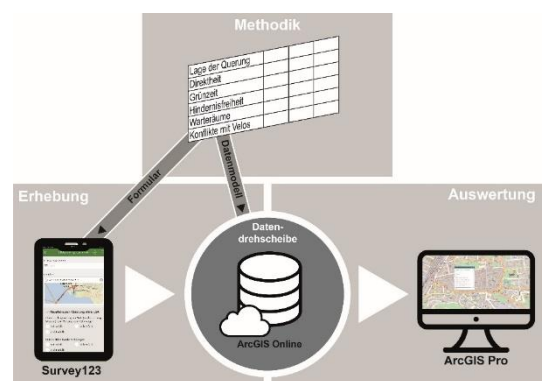 Methodik
Lage der Querung
Direktheit
Grünzeit
Hindernisfreiheit
Warteräume
Konflikte mit Velos
Formular
Datenmodell
Erhebung
Auswertung
Daten-
drehscheibe
ArcGIS Online
Survey123
ArcGIS Pro